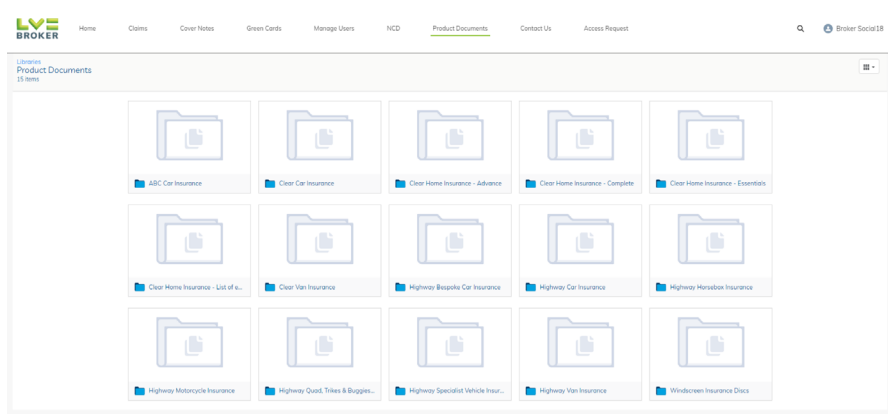 LVE
BROKER
Home Claims Cover Notes Green Cards Manage Users NCD Product Documents Contact Us Access Request Broker Social18
Libraries
Product Documents
15 items
ABC Car Insurance Clear Car Insurance Clear Home Insurance - Advance Clear Home Insurance - Complete Clear Home Insurance - Essentials
Clear Home Insurance - List of e... Clear Van Insurance Highway Bespoke Car Insurance Highway Car Insurance Highway Horsebox Insurance
Highway Motorcycle Insurance Highway Quad, Trikes & Buggies... Highway Specialist Vehicle Insur... Highway Van Insurance Windscreen Insurance Discs